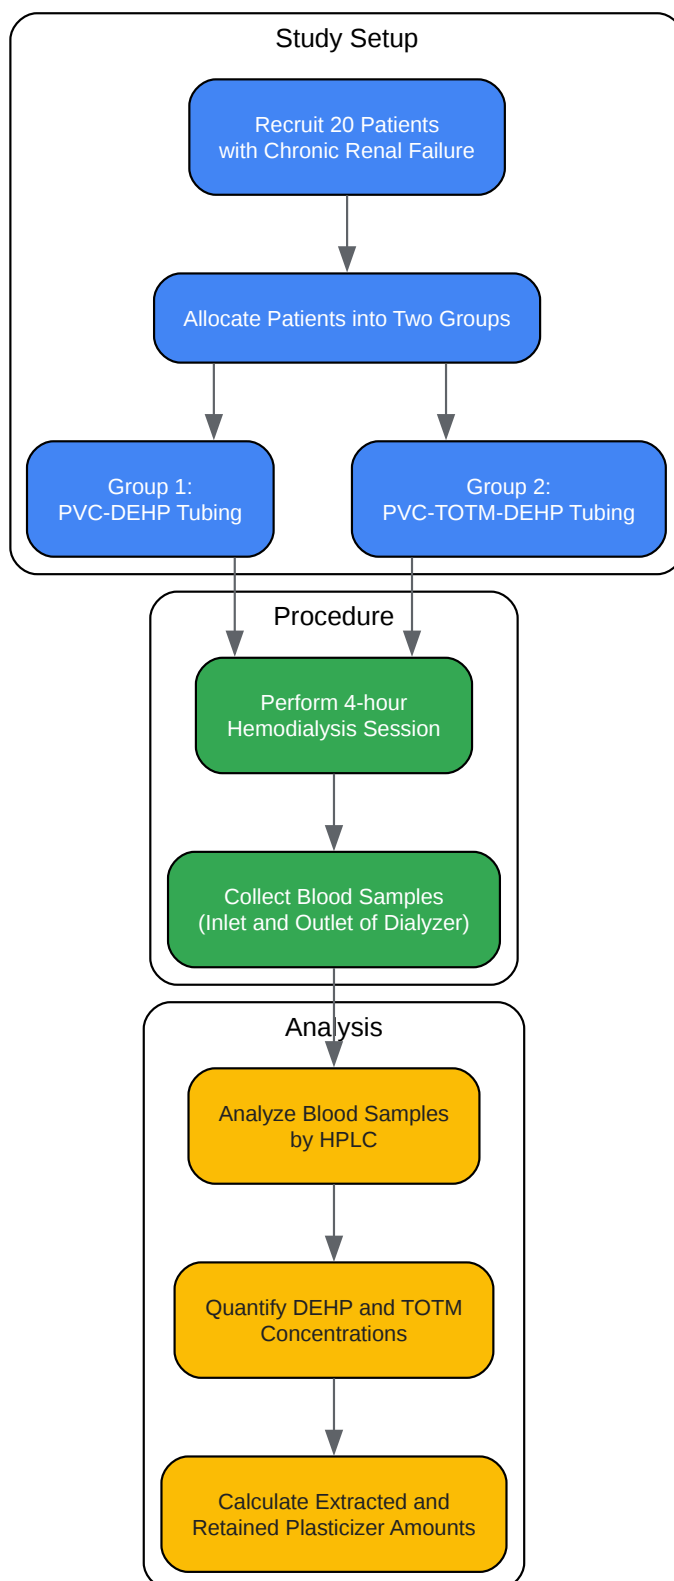 Study Setup
Recruit 20 Patients
with Chronic Renal Failure
Allocate Patients into Two Groups
Group 1:
PVC-DEHP Tubing
Group 2:
PVC-TOTM-DEHP Tubing
Procedure
Perform 4-hour
Hemodialysis Session
Collect Blood Samples
(Inlet and Outlet of Dialyzer)
Analysis
Analyze Blood Samples
by HPLC
Quantify DEHP and TOTM
Concentrations
Calculate Extracted and
Retained Plasticizer Amounts